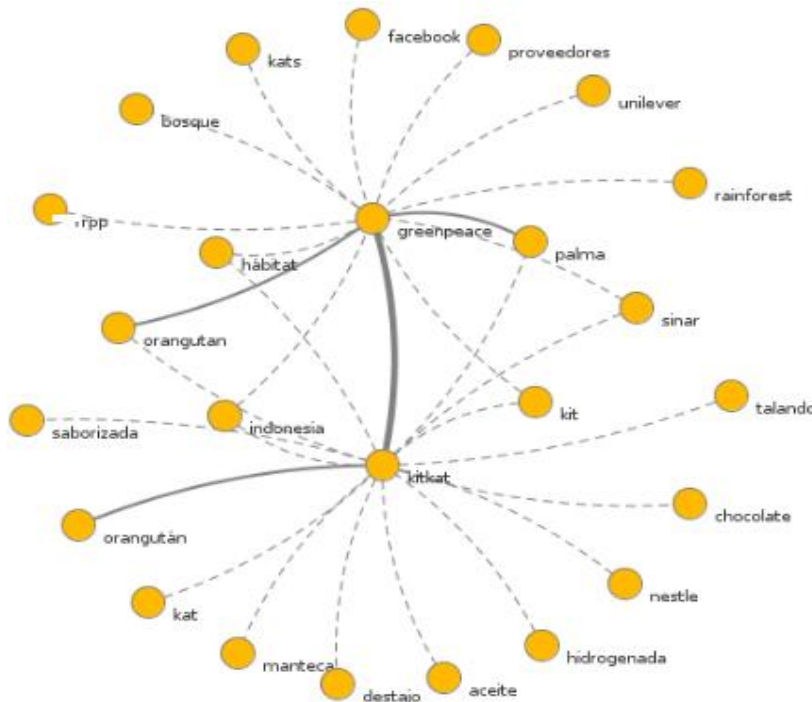 facebook
proveedores
kats
unilever
bosque
rainforest
rpp
greenpeace
palma
hábitat
sinar
orangutan
talando
kit
indonesia
saborizada
kitkat
chocolate
orangután
nestle
kat
hidrogenada
manteca
aceite
destajo